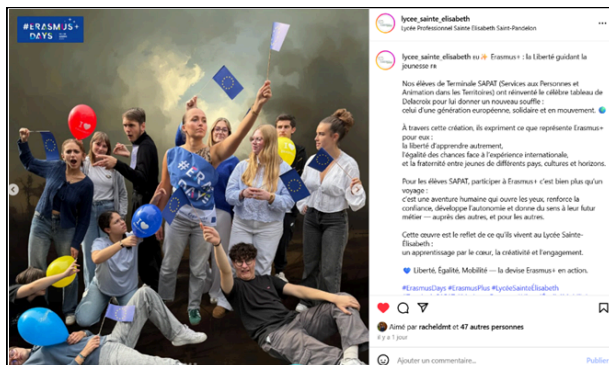 #ERASMUS+
DAYS
#ERASMUS+
DAYS
lycee_sainte_elisabeth
Lycée Professionnel Sainte Elisabeth Saint-Pandelon
lycee_sainte_elisabeth Erasmus+ : la Liberté guidant la
jeunesse
Nos élèves de Terminale SAPAT (Services aux Personnes et
Animation dans les Territoires) ont réinventé le célèbre tableau de
Delacroix pour lui donner un nouveau souffle :
celui d'une génération européenne, solidaire et en mouvement.
À travers cette création, ils expriment ce que représente Erasmus+
pour eux :
la liberté d'apprendre autrement,
l'égalité des chances face à l'expérience internationale,
et la fraternité entre jeunes de différents pays, cultures et horizons.
Pour les élèves SAPAT, participer à Erasmus+ c'est bien plus qu'un
voyage :
c'est une aventure humaine qui ouvre les yeux, renforce la
confiance, développe l'autonomie et donne du sens à leur futur
métier — auprès des autres, et pour les autres.
Cette œuvre est le reflet de ce qu'ils vivent au Lycée Sainte-
Élisabeth :
un apprentissage par le cœur, la créativité et l'engagement.
Liberté, Égalité, Mobilité — la devise Erasmus+ en action.
#ErasmusDays #ErasmusPlus #LycéeSainteÉlisabeth
Aimé par racheldmt et 47 autres personnes
il y a 1 jour
Ajouter un commentaire...
Publier